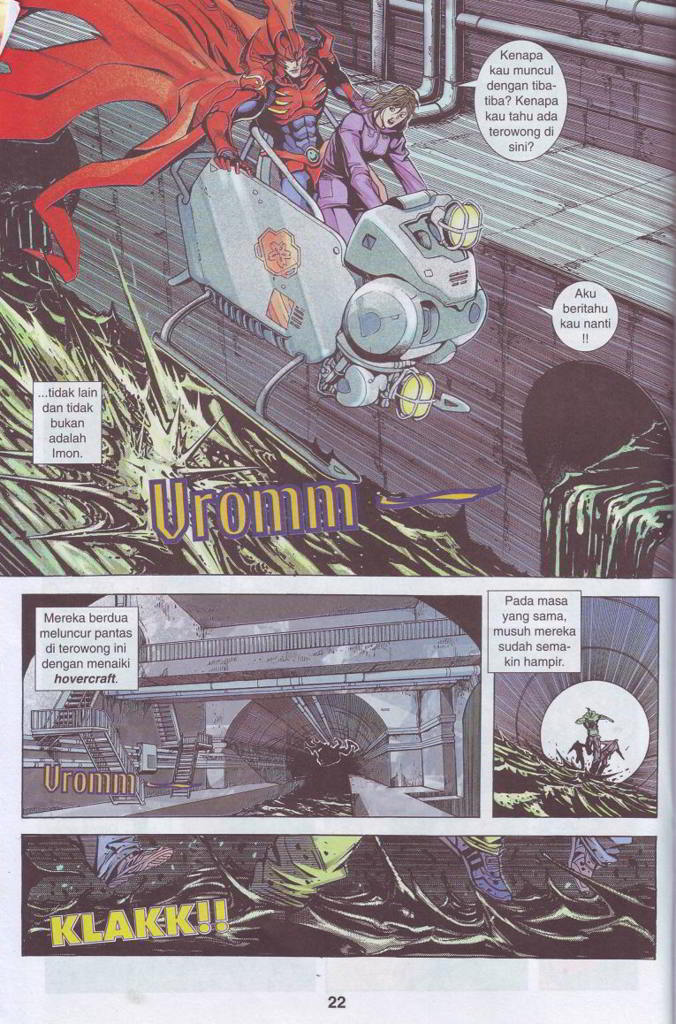 Kenapa
kau muncul
dengan tiba-
tiba? Kenapa
kau tahu ada
terowong di
sini?
Aku
beritahu
kau nanti
!!
...tidak lain
dan tidak
bukan
adalah
Imon.
Vromm
Mereka berdua
meluncur pantas
di terowong ini
dengan menaiki
hovercraft.
Vromm
Pada masa
yang sama,
musuh mereka
sudah sema-
kin hampir.
KLAKK!!
22